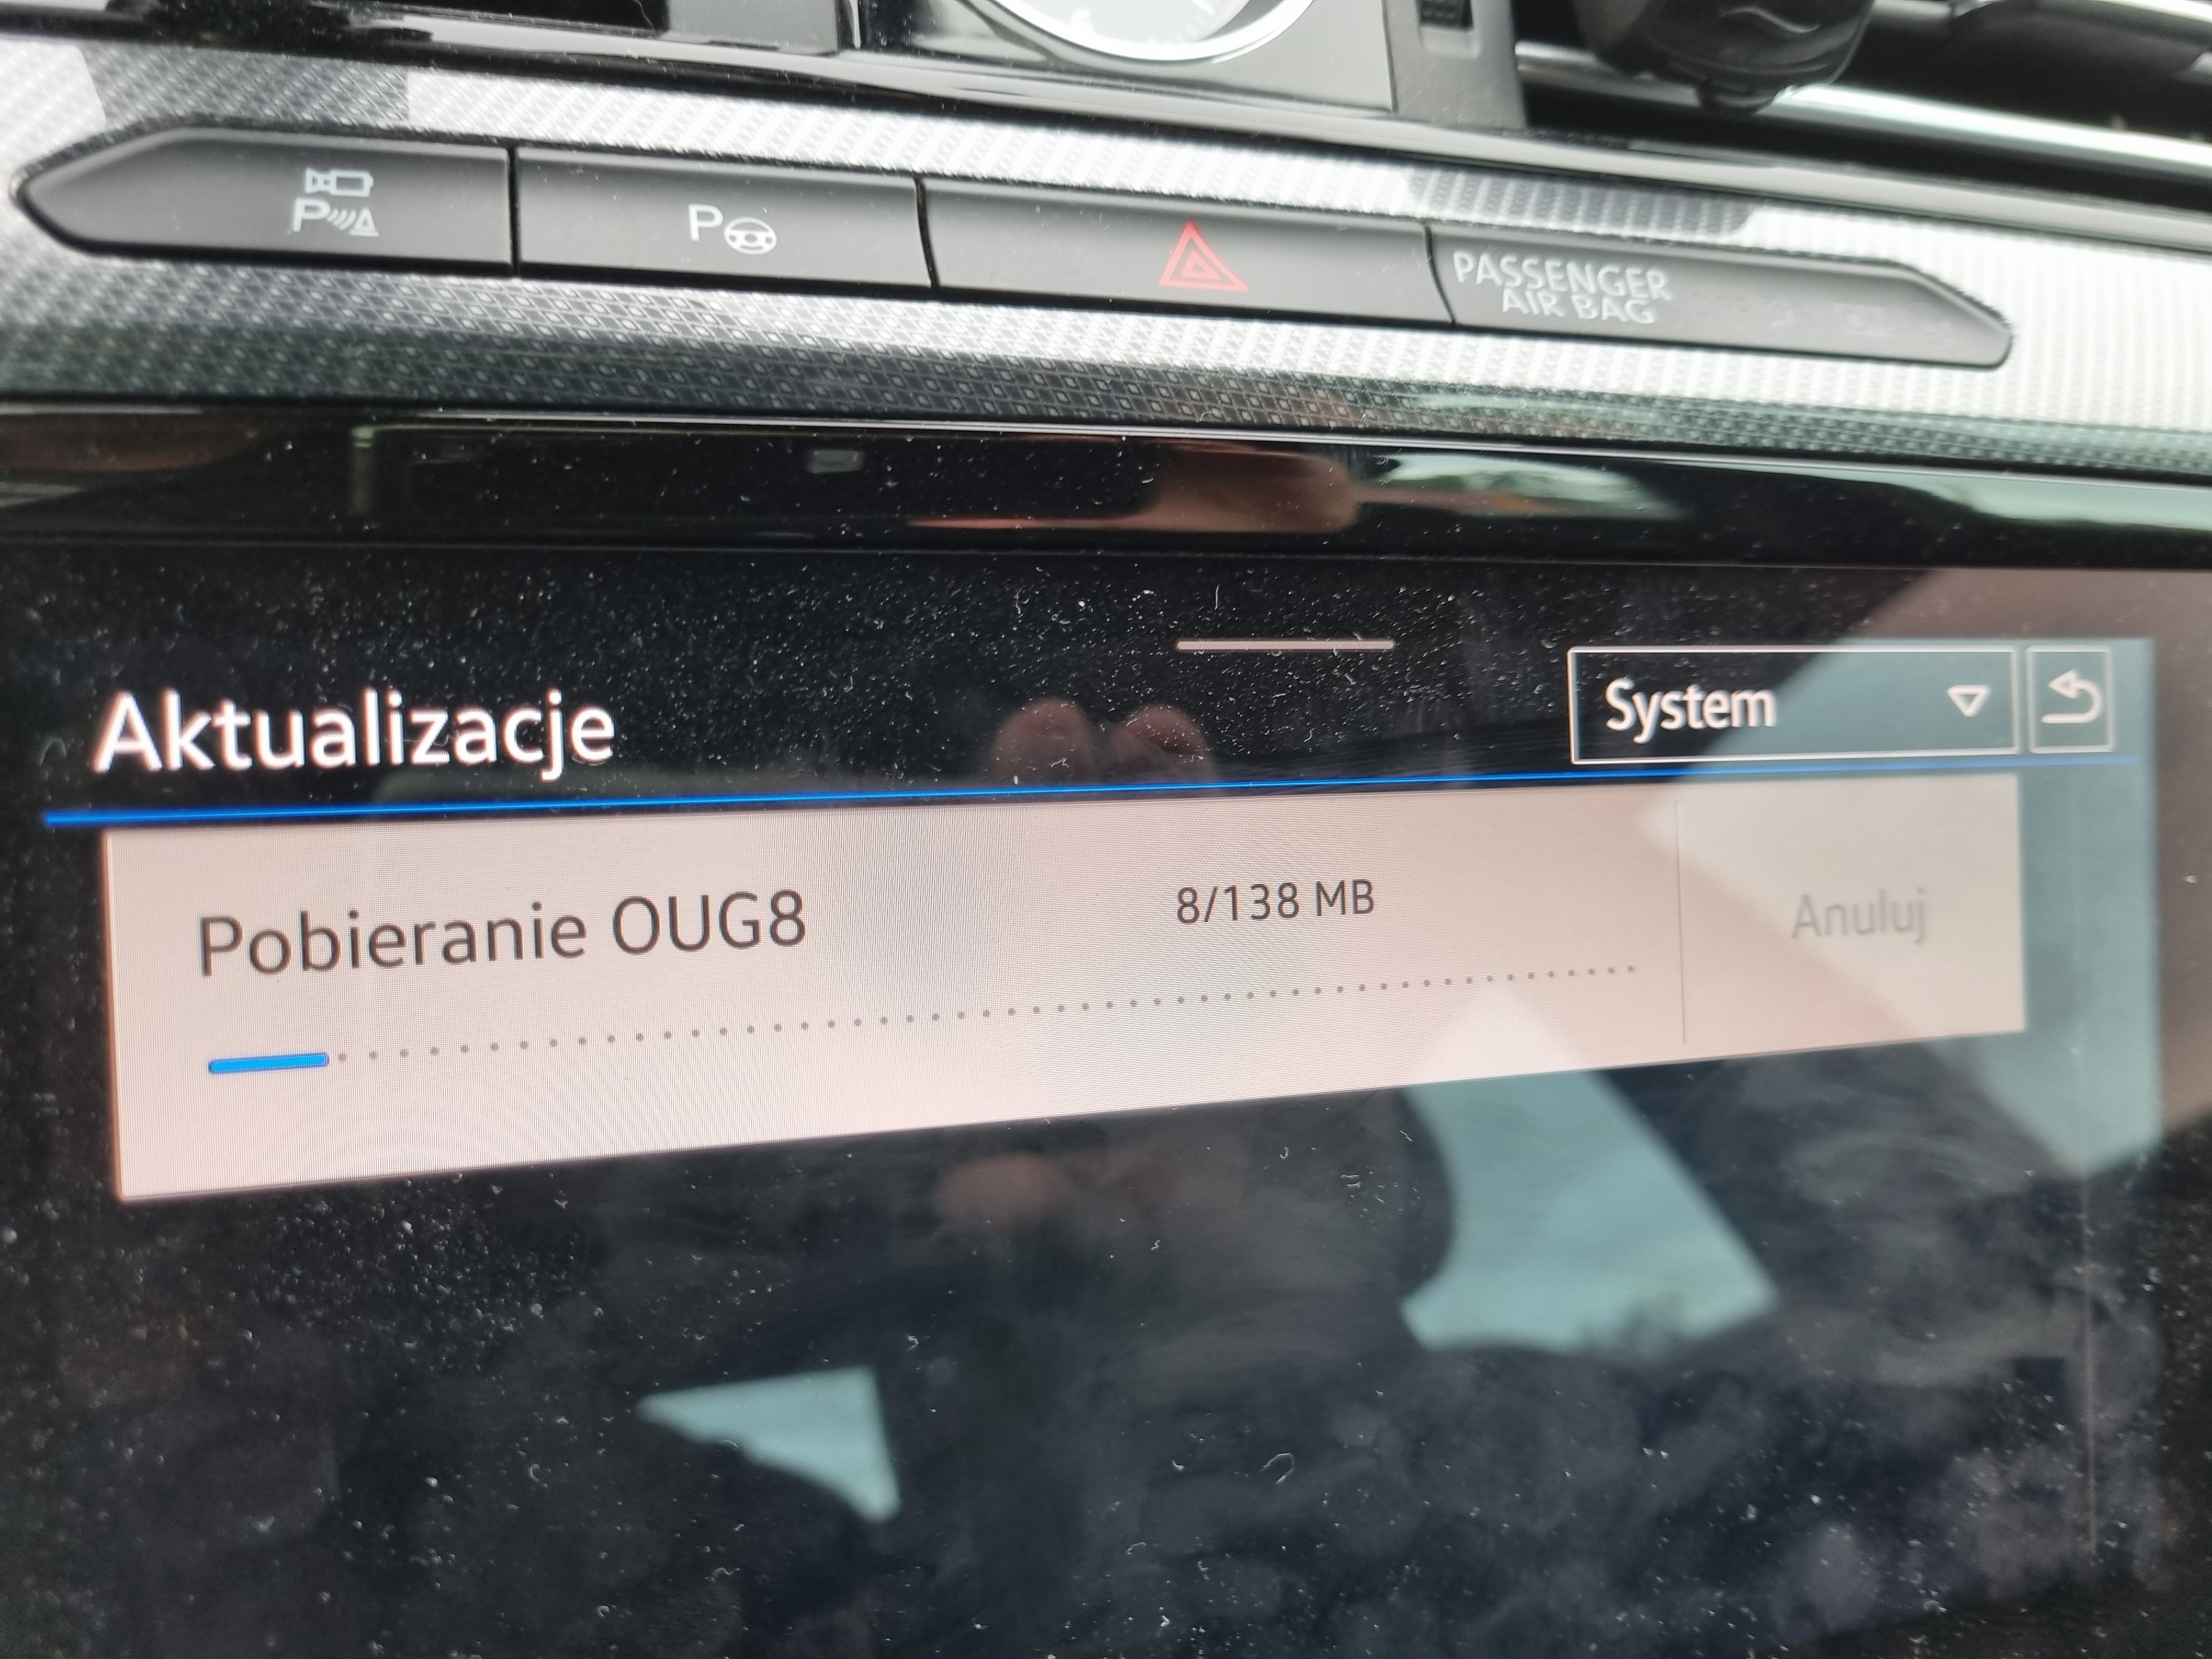 P
P
PASSENGER
AIR BAG
Aktualizacje
System
Pobieranie OUG8
8/138 MB
Anuluj